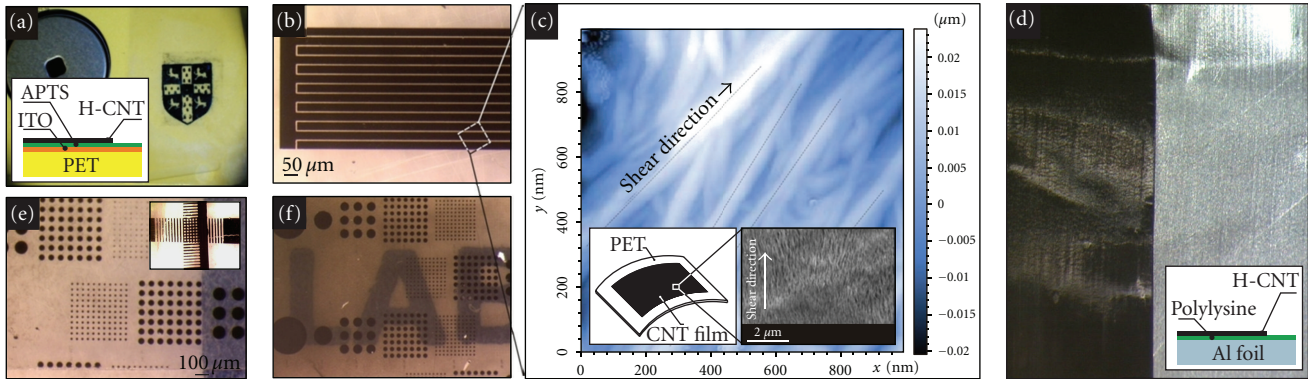 (a)
APTS
ITO
H-CNT
PET
(b)
50 µm
(c)
(µm)
0.02
0.015
0.01
0.005
0
−0.005
−0.01
−0.015
−0.02
Shear direction
y (nm)
800
600
400
200
0
0
200
400
600
800
x (nm)
PET
CNT film
Shear direction
2 µm
(d)
H-CNT
Polylysine
Al foil
(e)
100 µm
(f)
LAB